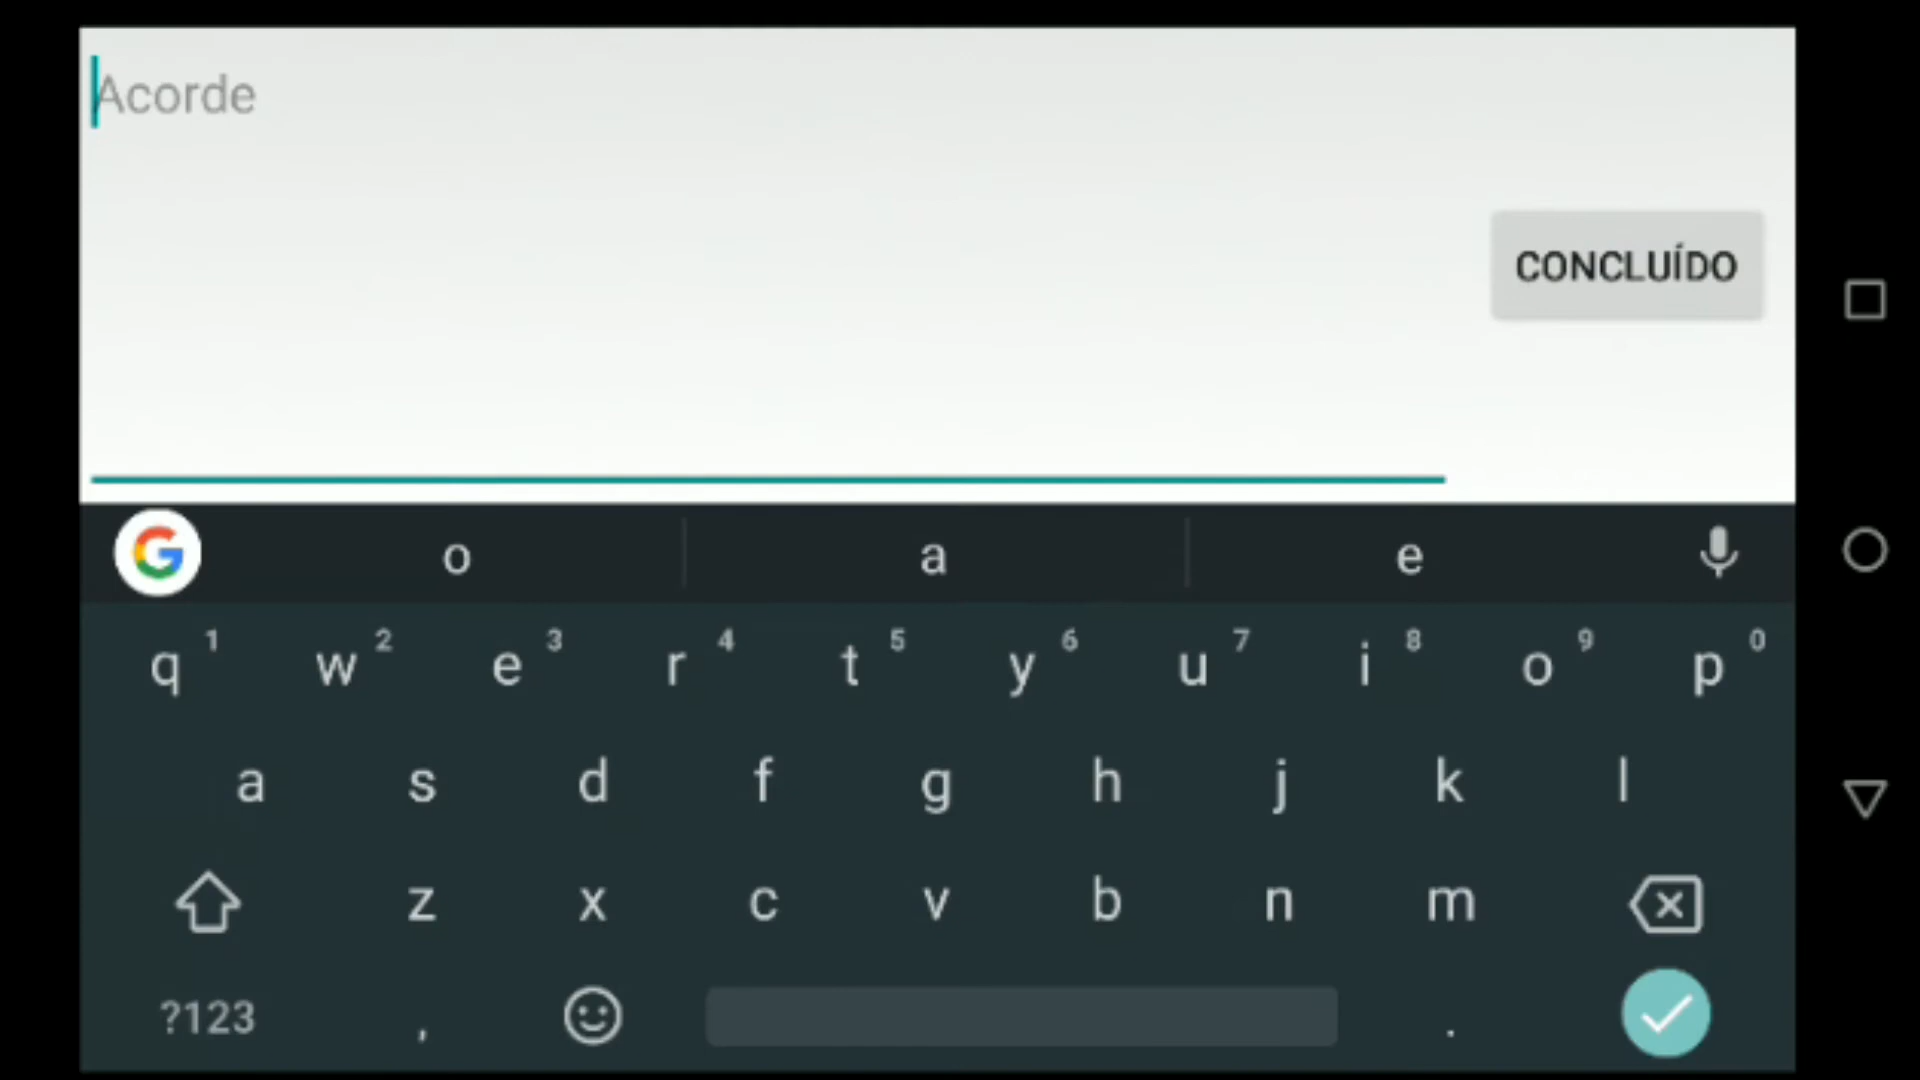 Acorde
CONCLUÍDO
G o a e
q 1 w 2 e 3 r 4 t 5 y 6 u 7 i 8 o 9 p 0
a s d f g h j k l
z x c v b n m
?123 , .